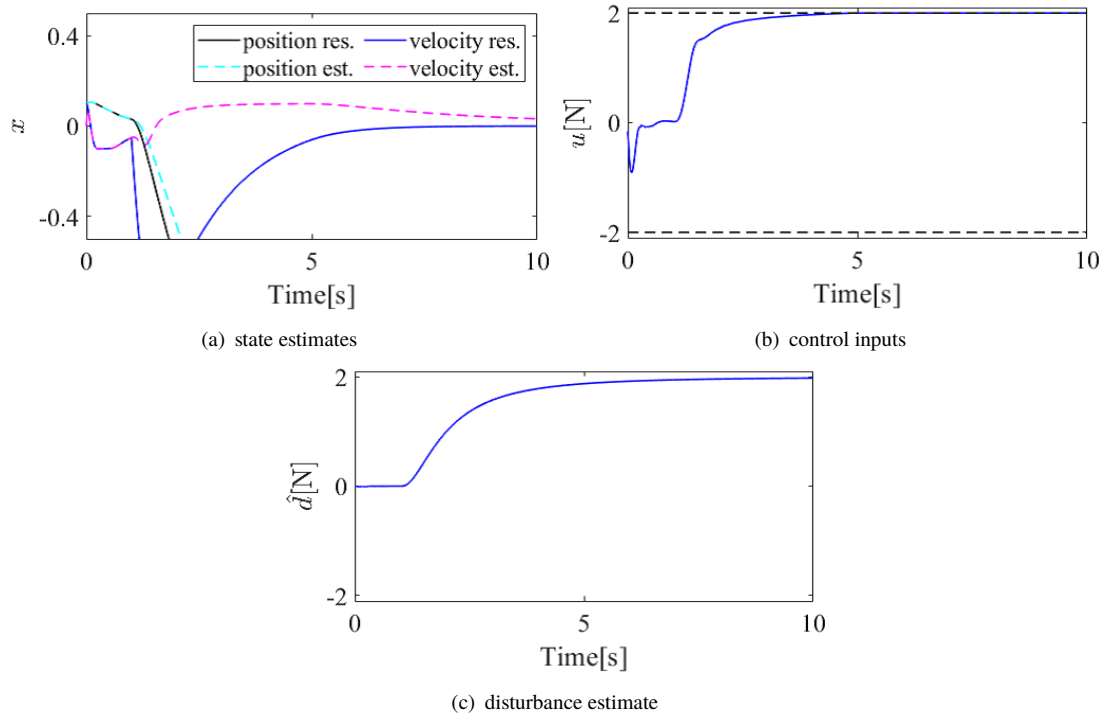 0.4
0
-0.4
x
position res.
velocity res.
position est.
velocity est.
0
5
10
Time[s]
(a) state estimates
2
0
-2
u[N]
0
5
10
Time[s]
(b) control inputs
2
0
-2
d̂[N]
0
5
10
Time[s]
(c) disturbance estimate